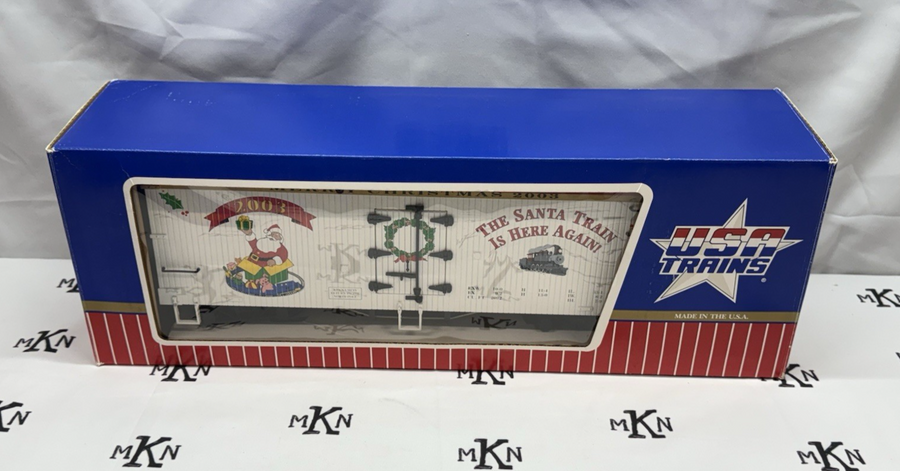 MERRY CHRISTMAS 2003
2003
THE SANTA TRAIN
IS HERE AGAIN!
USA
TRAINS
®
MADE IN THE U.S.A.
MKN
MKN
MKN
MKN
MKN
MKN
MKN
MKN
MKN
MKN
MKN